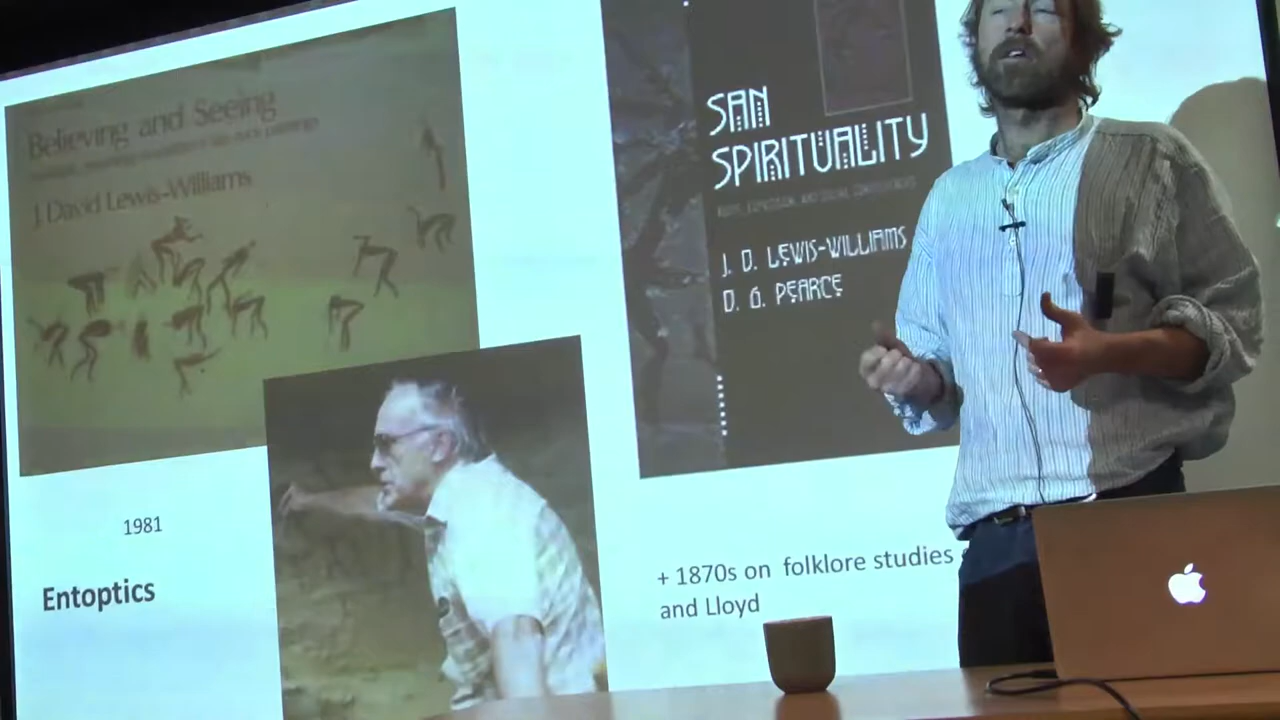 Believing and Seeing
J. David Lewis-Williams
1981
Entoptics
SAN
SPIRITUALITY
J. D. LEWIS-WILLIAMS
D. G. PEARCE
+ 1870s on folklore studies
and Lloyd